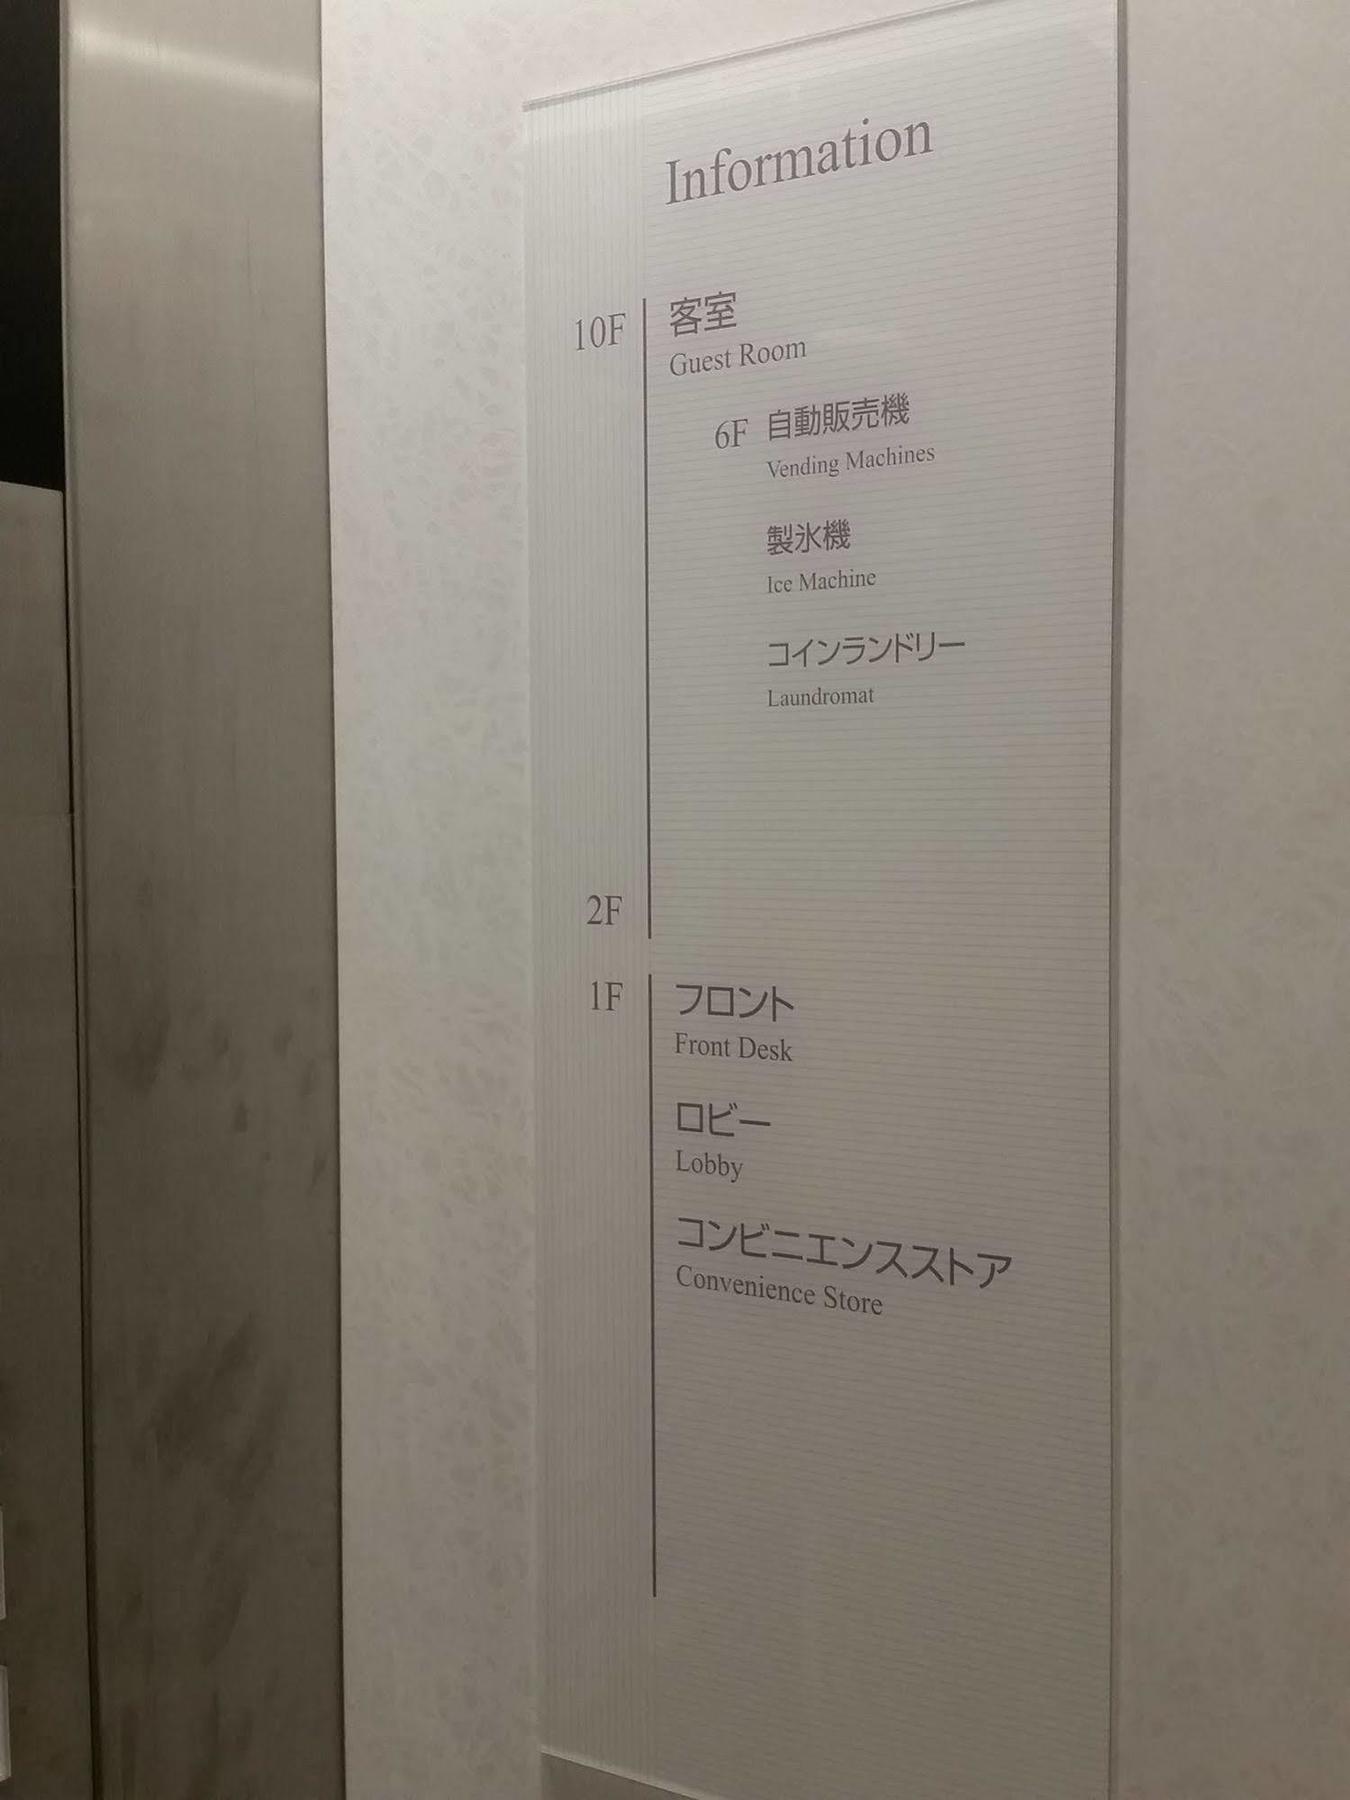 Information
10F 客室
Guest Room
6F 自動販売機
Vending Machines
製氷機
Ice Machine
コインランドリー
Laundromat
2F
1F フロント
Front Desk
ロビー
Lobby
コンビニエンスストア
Convenience Store